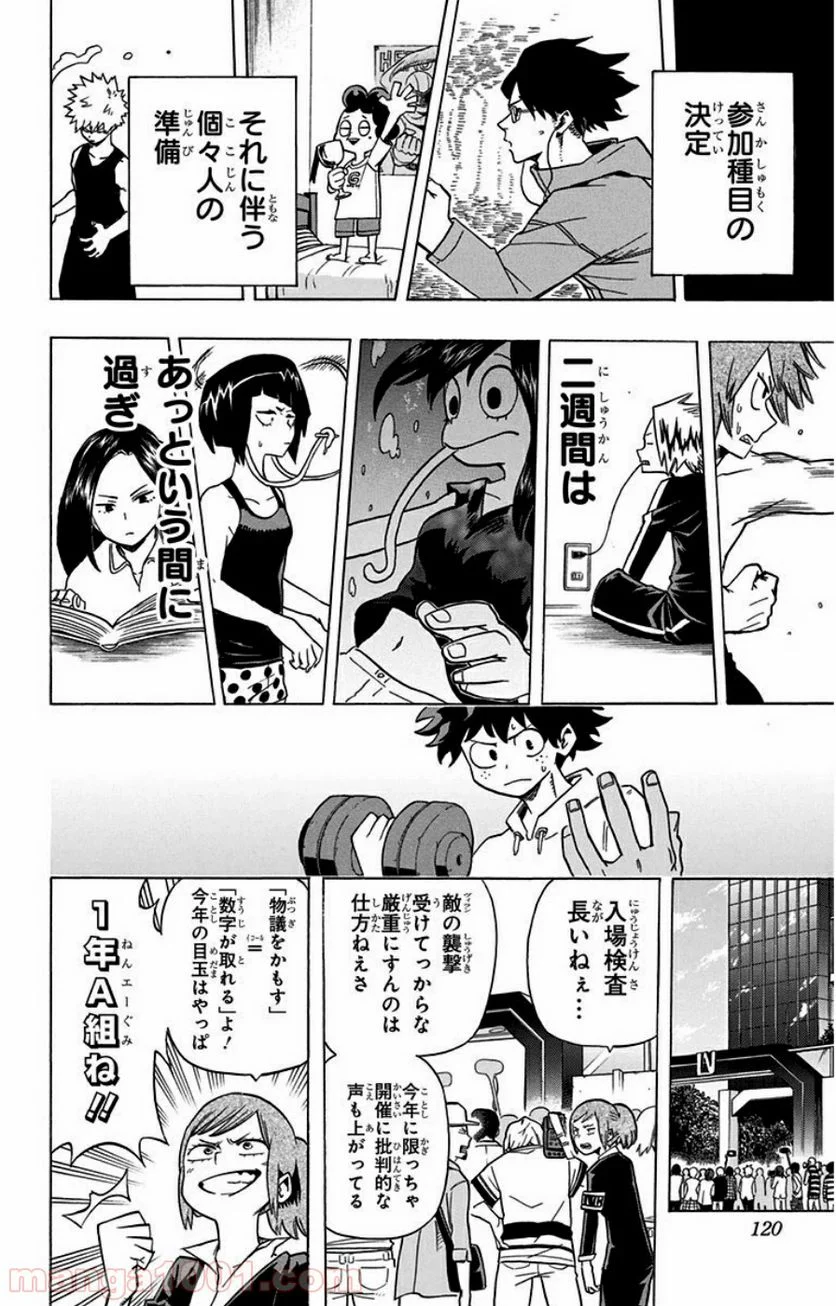 参加種目の
決定
それに伴う
個々人の
準備
HE
二週間は
あっという間に
過ぎ
入場検査
長いねぇ…
敵の襲撃
受けてっからな
厳重にすんのは
仕方ねえさ
今年に限っちゃ
開催に批判的な
声も上がってる
「物議をかもす」
＝
「数字が取れる」よ！
今年の目玉はやっぱ
1年A組ね!!
120
manga1001.com